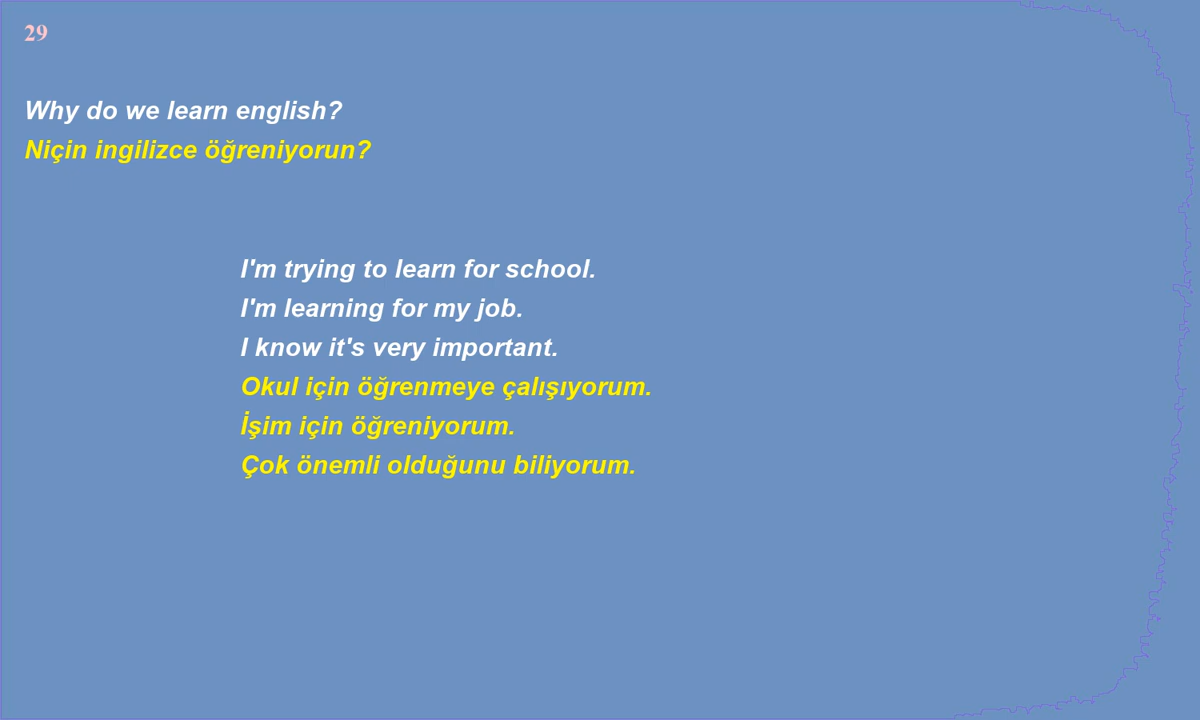 29
Why do we learn english?
Niçin ingilizce öğreniyorun?
I'm trying to learn for school.
I'm learning for my job.
I know it's very important.
Okul için öğrenmeye çalışıyorum.
İşim için öğreniyorum.
Çok önemli olduğunu biliyorum.